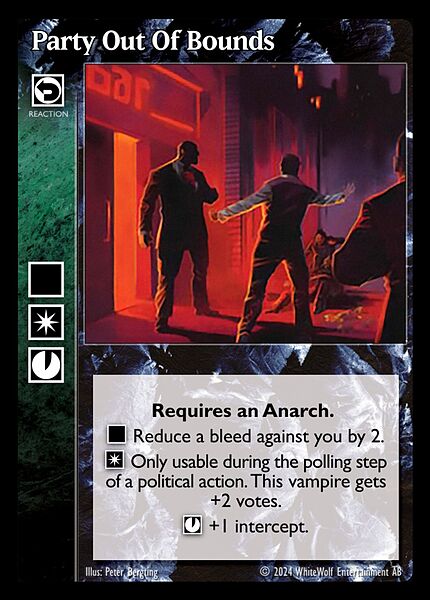 Party Out Of Bounds
REACTION
Bar
Requires an Anarch.
Reduce a bleed against you by 2.
Only usable during the polling step
of a political action. This vampire gets
+2 votes.
+1 intercept.
Illus: Peter Bergting
© 2024 WhiteWolf Entertainment AB